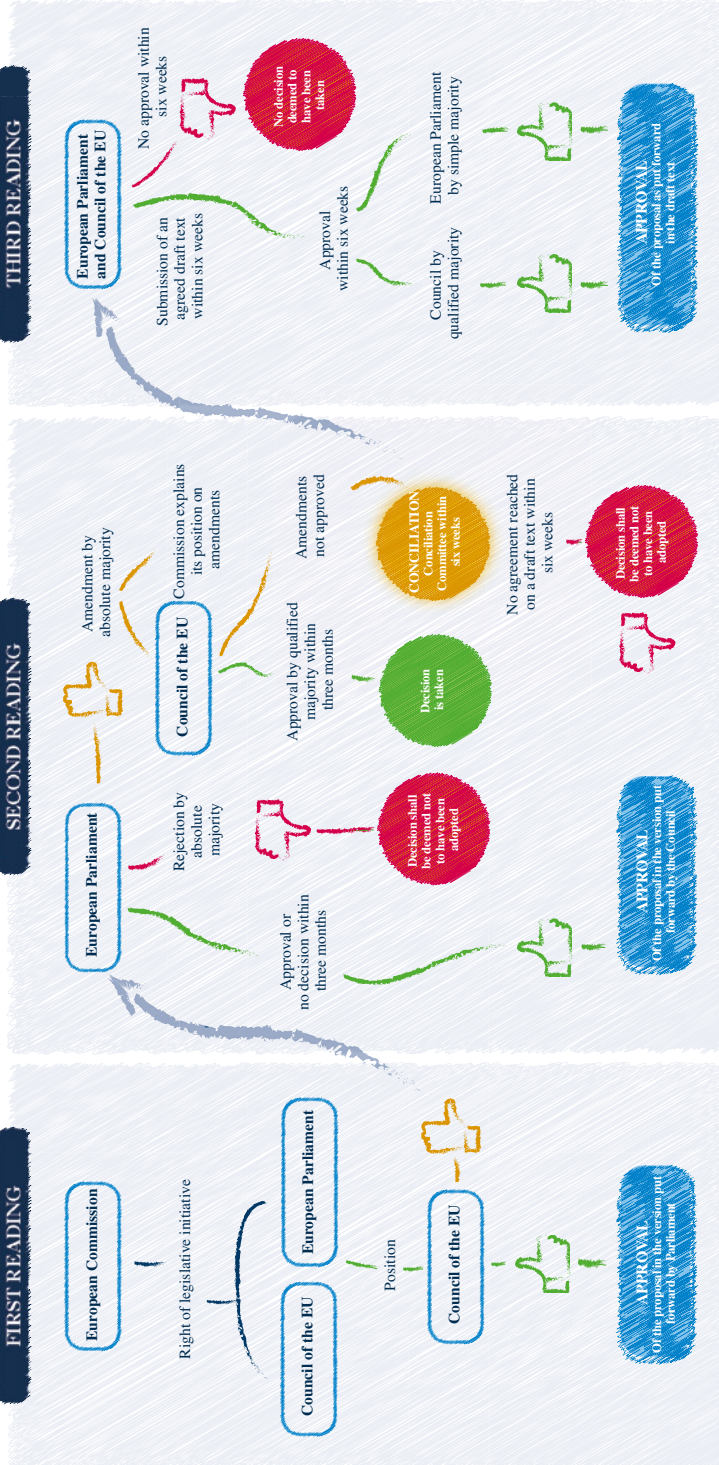 FIRST READING
European Commission
Right of legislative initiative
Council of the EU
European Parliament
Position
Council of the EU
APPROVAL
Of the proposal in the version put
forward by Parliament
SECOND READING
European Parliament
Approval or
no decision within
three months
APPROVAL
Of the proposal in the version put
forward by the Council
Rejection by
absolute
majority
Decision shall
be deemed not
to have been
adopted
Amendment by
absolute majority
Council of the EU
Commission explains
its position on
amendments
Approval by qualified
majority within
three months
Decision
is taken
Amendments
not approved
CONCILIATION
Conciliation
Committee within
six weeks
No agreement reached
on a draft text within
six weeks
Decision shall
be deemed not
to have been
adopted
THIRD READING
European Parliament
and Council of the EU
Submission of an
agreed draft text
within six weeks
No approval within
six weeks
No decision
deemed to
have been
taken
Approval
within six weeks
Council by
qualified majority
European Parliament
by simple majority
APPROVAL
Of the proposal as put forward
inthe draft text